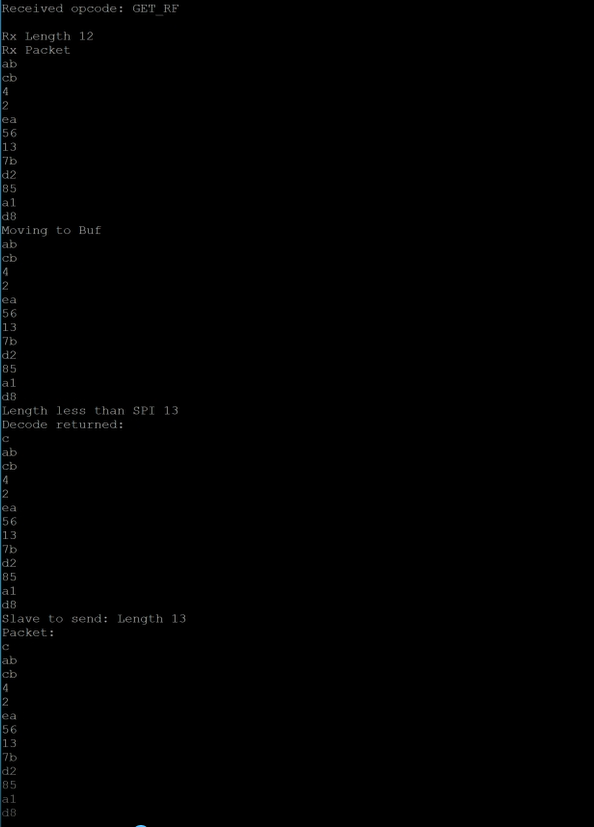 Received opcode: GET_RF
Rx Length 12
Rx Packet
ab
cb
4
2
ea
56
13
7b
d2
85
a1
d8
Moving to Buf
ab
cb
4
2
ea
56
13
7b
d2
85
a1
d8
Length less than SPI 13
Decode returned:
c
ab
cb
4
2
ea
56
13
7b
d2
85
a1
d8
Slave to send: Length 13
Packet:
c
ab
cb
4
2
ea
56
13
7b
d2
85
a1
d8